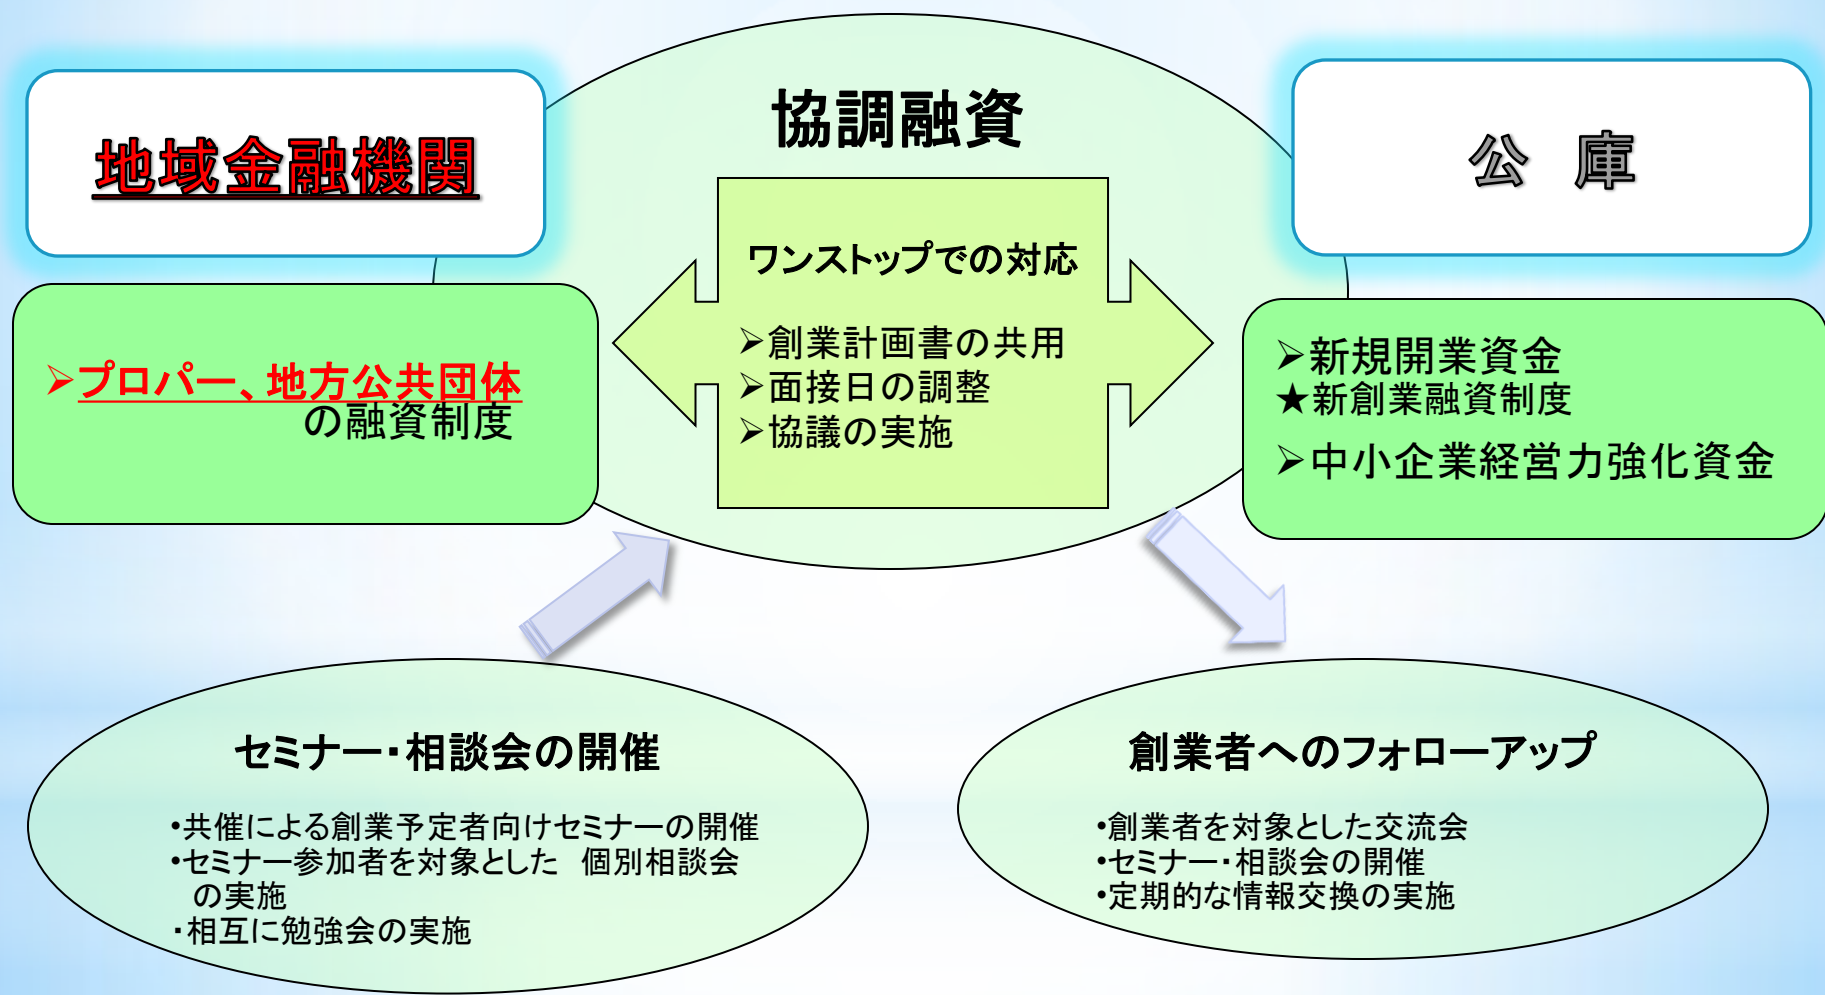 協調融資
地域金融機関
公　庫
➢プロパー、地方公共団体
の融資制度
ワンストップでの対応
➢創業計画書の共用
➢面接日の調整
➢協議の実施
➢新規開業資金
★新創業融資制度
➢中小企業経営力強化資金
セミナー・相談会の開催
•共催による創業予定者向けセミナーの開催
•セミナー参加者を対象とした　個別相談会
の実施
・相互に勉強会の実施
創業者へのフォローアップ
•創業者を対象とした交流会
•セミナー・相談会の開催
•定期的な情報交換の実施